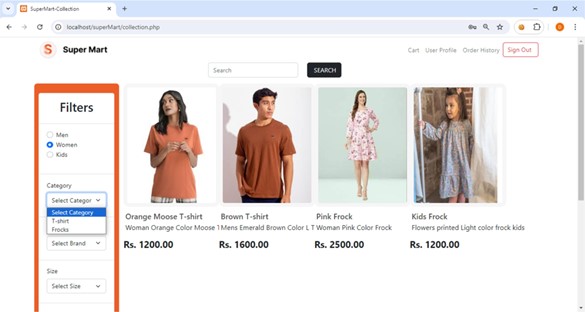 SuperMart-Collection
localhost/superMart/collection.php
S Super Mart
Cart User Profile Order History Sign Out
Search SEARCH
Filters
Men
Women
Kids
Category
Select Categor
Select Category
T-shirt
Frocks
Select Brand
Size
Select Size
Orange Moose T-shirt
Woman Orange Color Moose T
Rs. 1200.00
Brown T-shirt
Mens Emerald Brown Color L T
Rs. 1600.00
Pink Frock
Woman Pink Color Frock
Rs. 2500.00
Kids Frock
Flowers printed Light color frock kids
Rs. 1200.00